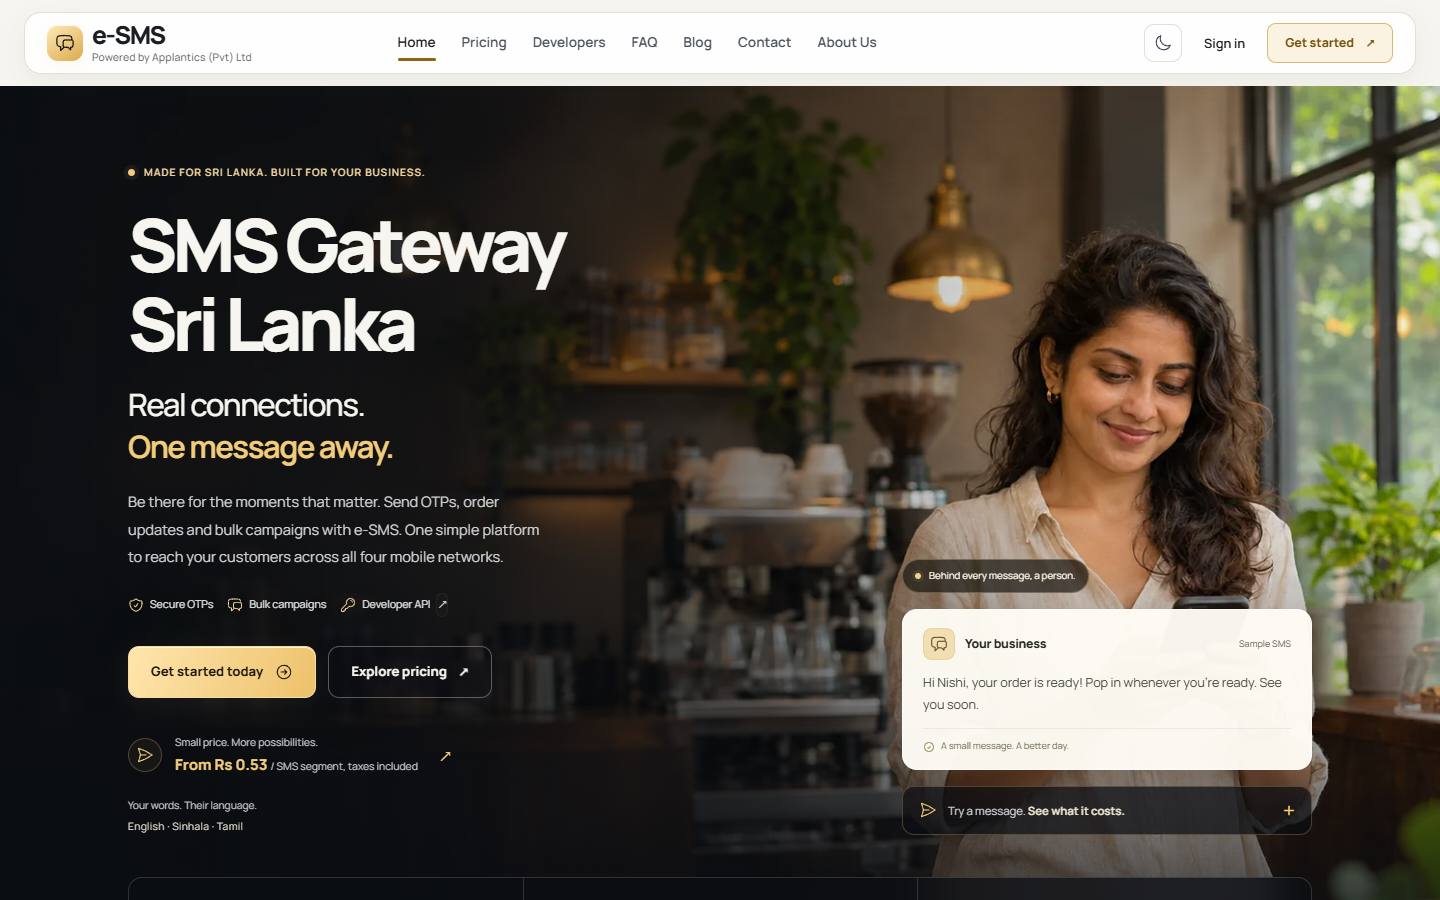 e-SMS
Powered by Applantics (Pvt) Ltd
Home
Pricing
Developers
FAQ
Blog
Contact
About Us
Sign in
Get started ↗
MADE FOR SRI LANKA. BUILT FOR YOUR BUSINESS.
SMS Gateway
Sri Lanka
Real connections.
One message away.
Be there for the moments that matter. Send OTPs, order
updates and bulk campaigns with e-SMS. One simple platform
to reach your customers across all four mobile networks.
Secure OTPs
Bulk campaigns
Developer API ↗
Get started today
Explore pricing ↗
Small price. More possibilities.
From Rs 0.53 / SMS segment, taxes included ↗
Your words. Their language.
English · Sinhala · Tamil
Behind every message, a person.
Your business
Sample SMS
Hi Nishi, your order is ready! Pop in whenever you're ready. See
you soon.
A small message. A better day.
Try a message. See what it costs. +